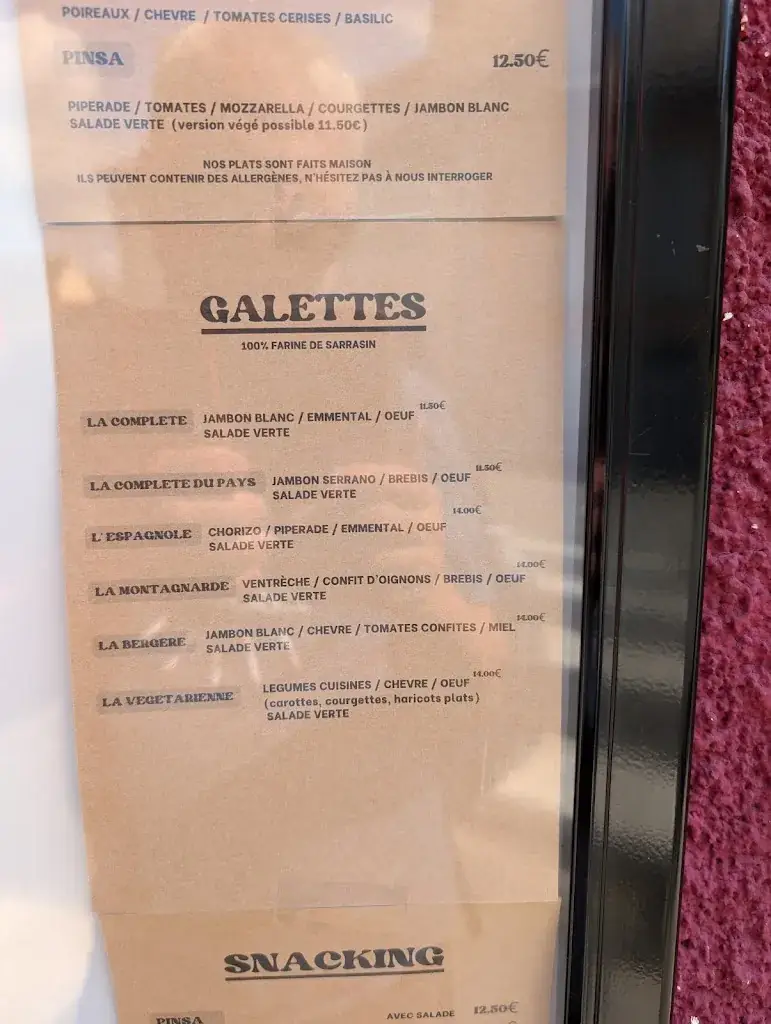 POIREAUX / CHEVRE / TOMATES CERISES / BASILIC
PINSA 12.50€
PIPERADE / TOMATES / MOZZARELLA / COURGETTES / JAMBON BLANC
SALADE VERTE (version végé possible 11.50€)
NOS PLATS SONT FAITS MAISON
ILS PEUVENT CONTENIR DES ALLERGÈNES, N'HÉSITEZ PAS À NOUS INTERROGER
GALETTES
100% FARINE DE SARRASIN
LA COMPLETE JAMBON BLANC / EMMENTAL / OEUF 11.50€
SALADE VERTE
LA COMPLETE DU PAYS JAMBON SERRANO / BREBIS / OEUF 11.50€
SALADE VERTE
L'ESPAGNOLE CHORIZO / PIPERADE / EMMENTAL / OEUF 14.00€
SALADE VERTE
LA MONTAGNARDE VENTRÈCHE / CONFIT D'OIGNONS / BREBIS / OEUF 14.00€
SALADE VERTE
LA BERGERE JAMBON BLANC / CHEVRE / TOMATES CONFITES / MIEL 14.00€
SALADE VERTE
LA VEGETARIENNE LEGUMES CUISINES / CHEVRE / OEUF 14.00€
(carottes, courgettes, haricots plats)
SALADE VERTE
SNACKING
PINSA AVEC SALADE 12.50€